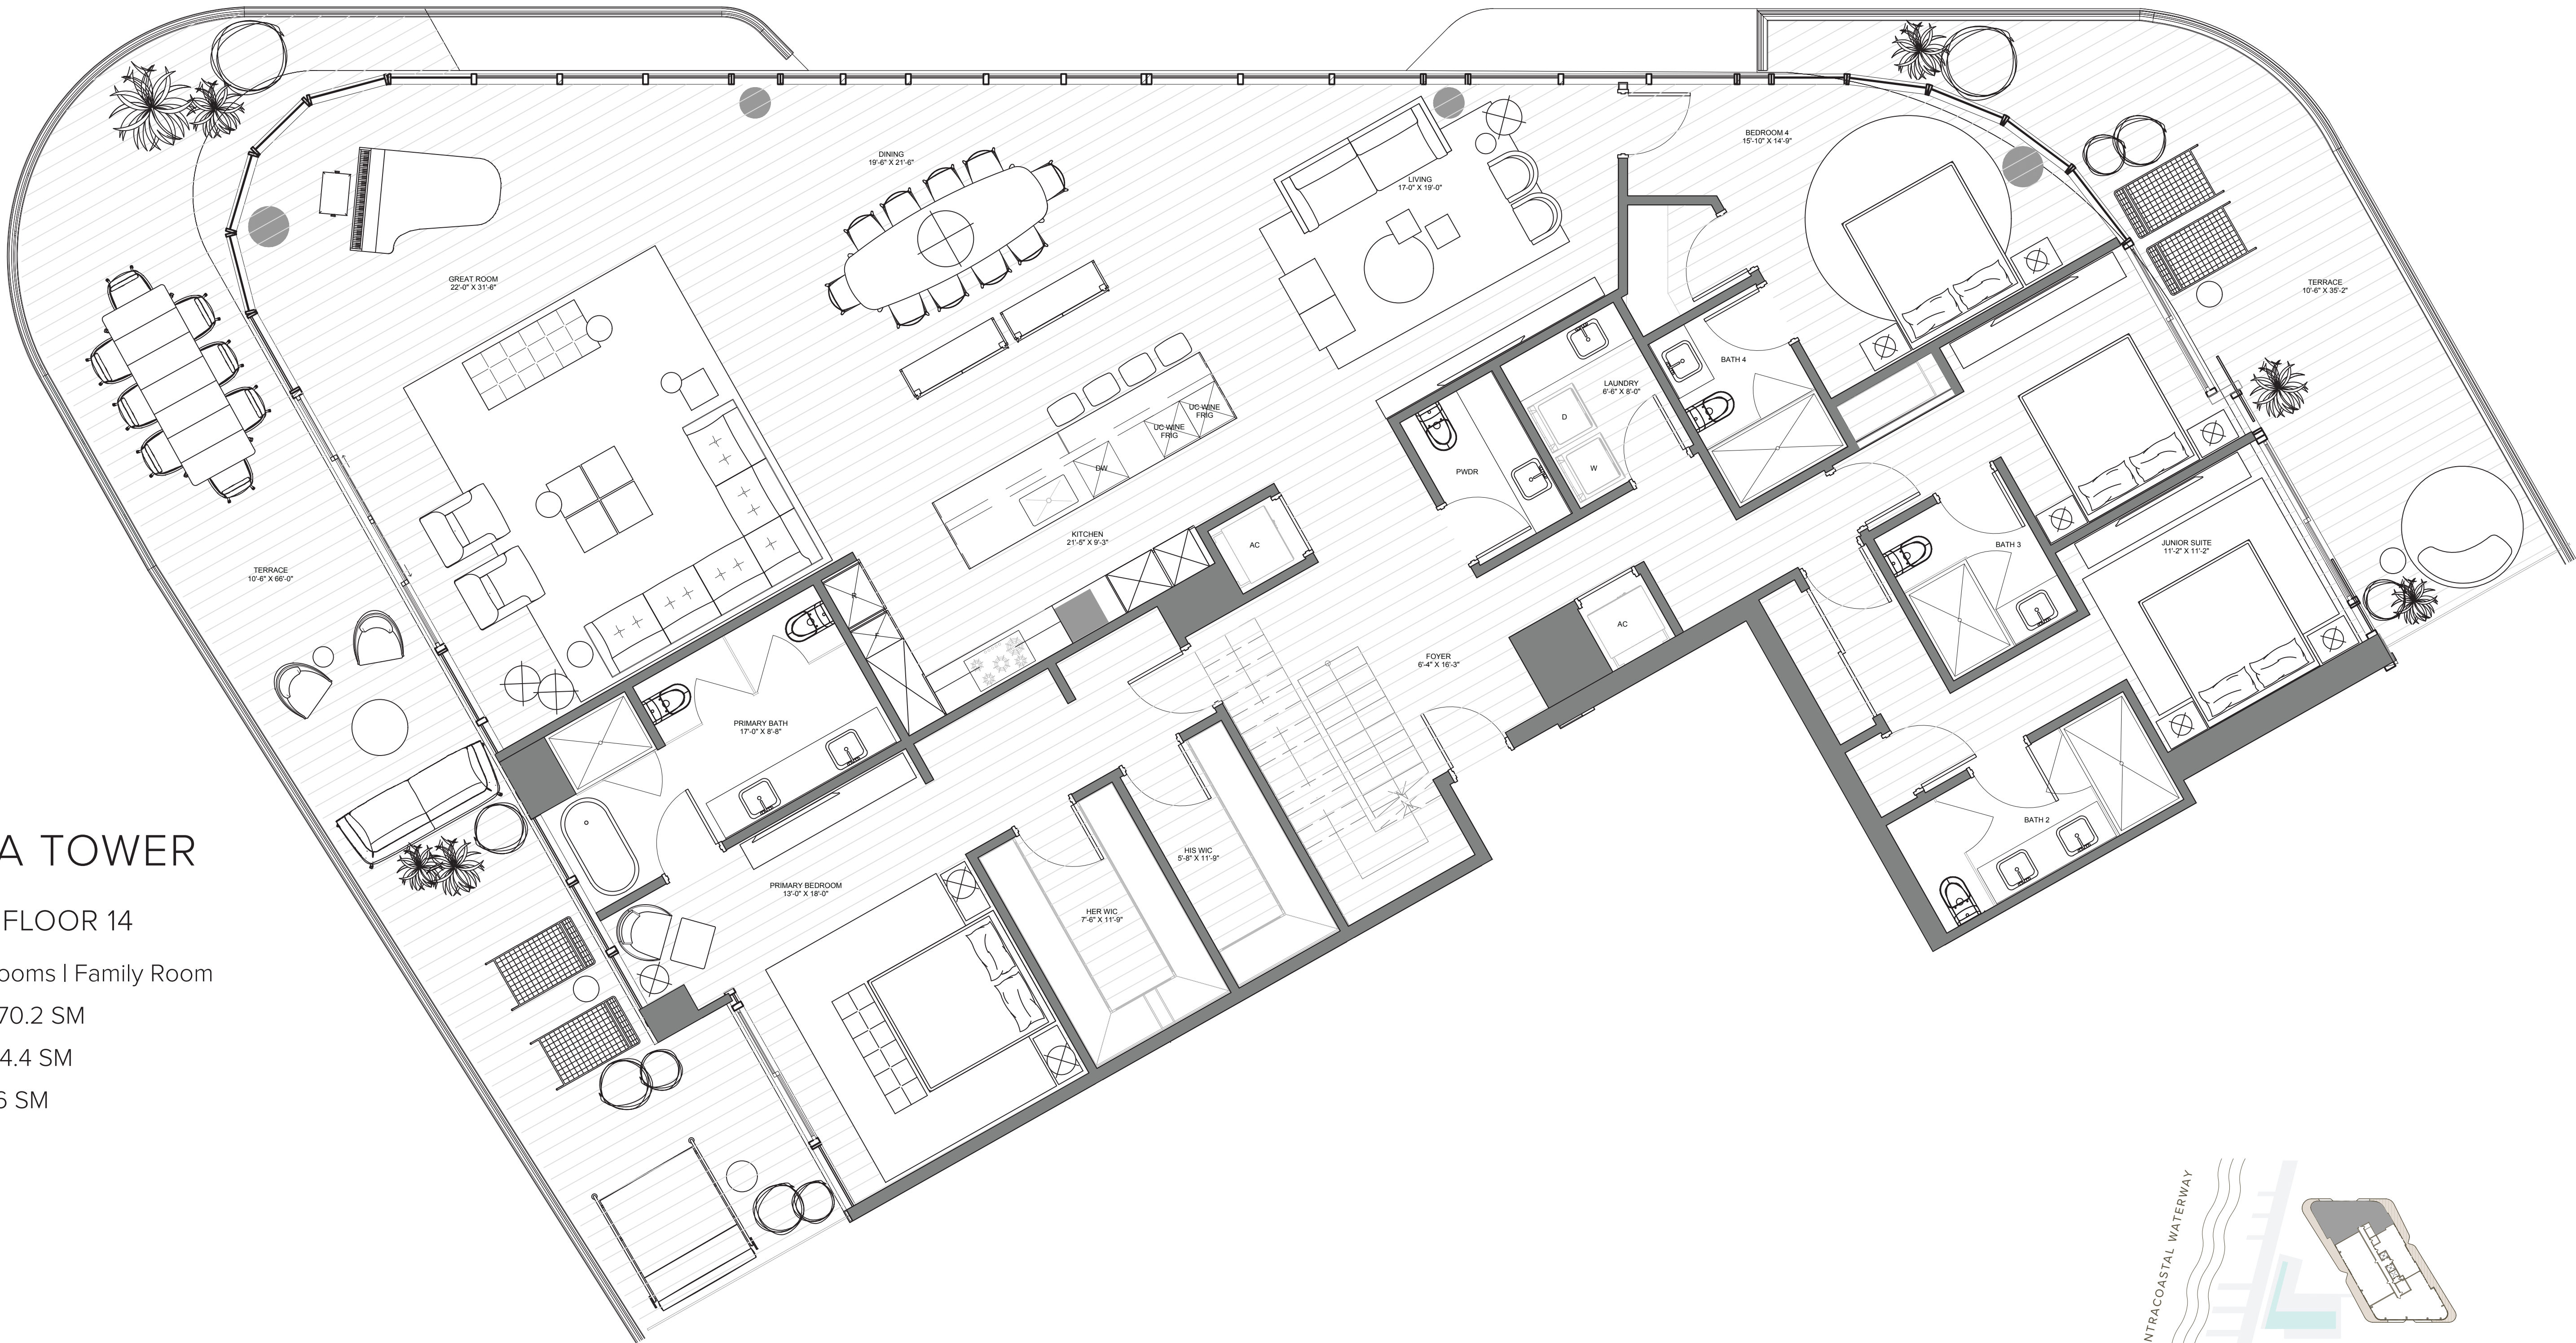 DINING
19'-6" X 21'-6"
LIVING
17'-0" X 19'-0"
BEDROOM 4
15'-10" X 14'-9"
GREAT ROOM
22'-0" X 31'-6"
TERRACE
10'-6" X 35'-2"
BATH 4
LAUNDRY
6'-6" X 8'-0"
D
W
UC-WINE
FRIG
UC-WINE
FRIG
DW
PWDR
KITCHEN
21'-5" X 9'-3"
AC
BATH 3
JUNIOR SUITE
11'-2" X 11'-2"
TERRACE
10'-6" X 66'-0"
AC
FOYER
6'-4" X 16'-3"
PRIMARY BATH
17'-0" X 8'-8"
BATH 2
HIS WIC
5'-8" X 11'-9"
PRIMARY BEDROOM
13'-0" X 18'-0"
HER WIC
7'-6" X 11'-9"
A TOWER
FLOOR 14
ooms | Family Room
70.2 SM
4.4 SM
6 SM
NTRACOASTAL WATERWAY